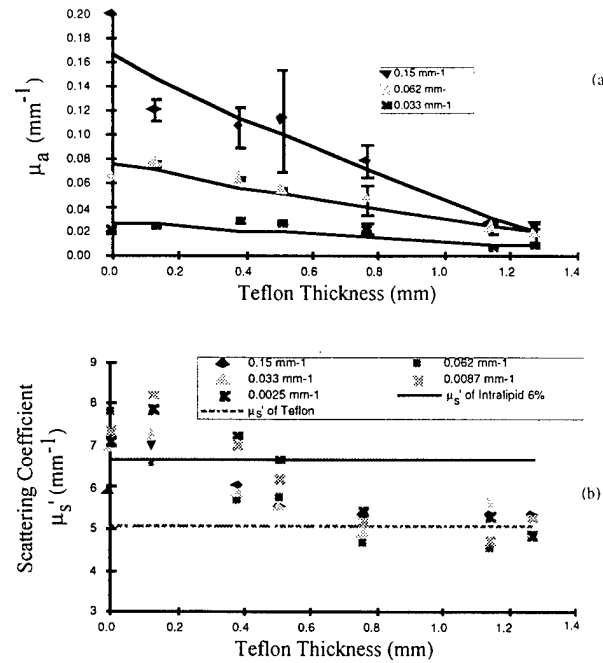 0.20
0.18
0.16
0.14
0.12
0.10
0.08
0.06
0.04
0.02
0.00
μa (mm-1)
0.15 mm-1
0.062 mm-
0.033 mm-1
(a
0.0 0.2 0.4 0.6 0.8 1.0 1.2 1.4
Teflon Thickness (mm)
9
8
7
6
5
4
3
Scattering Coefficient
μs' (mm-1)
0.15 mm-1 0.062 mm-1
0.033 mm-1 0.0087 mm-1
0.0025 mm-1 μs' of Intralipid 6%
μs' of Teflon
(b)
0.0 0.2 0.4 0.6 0.8 1.0 1.2 1.4
Teflon Thickness (mm)